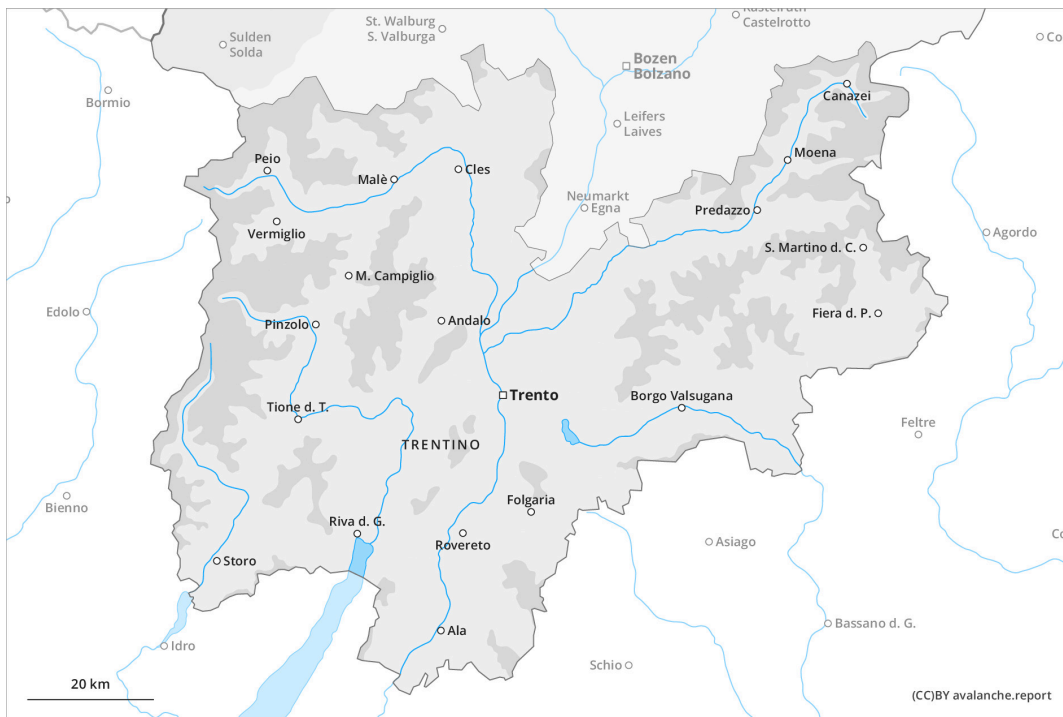 Kastelruth
Castelrotto
St. Walburg
S. Valburga
Sulden
Solda
Co
Bozen
Bolzano
Bormio
Canazei
Leifers
Laives
Moena
Peio
Malè
Cles
Neumarkt
Egna
Predazzo
Vermiglio
Agordo
S. Martino d. C.
M. Campiglio
Edolo
Fiera d. P.
Pinzolo
Andalo
Trento
Borgo Valsugana
Tione d. T.
Feltre
TRENTINO
Bienno
Folgaria
Riva d. G.
Rovereto
Asiago
Co
Storo
Bassano d. G.
Ala
Idro
Schio
20 km
(CC)BY avalanche.report